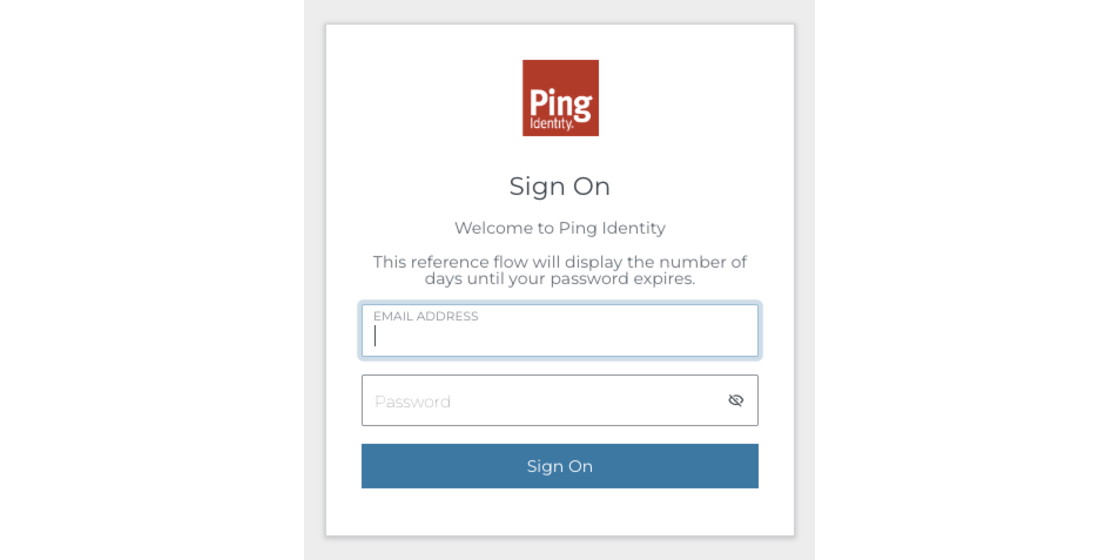 Ping
Identity.
Sign On
Welcome to Ping Identity
This reference flow will display the number of
days until your password expires.
EMAIL ADDRESS
Password
Sign On